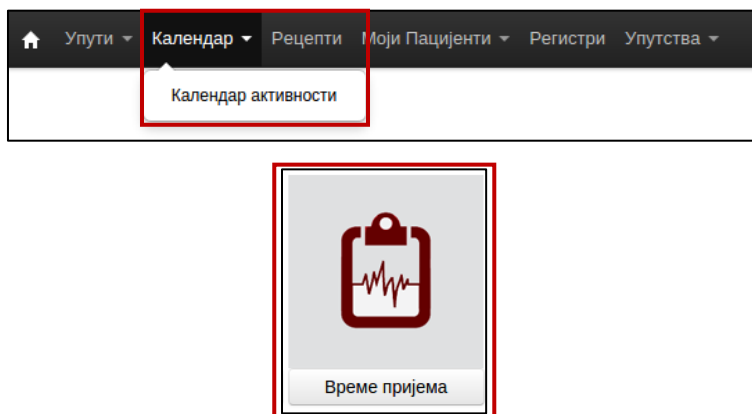 Упути Календар Рецепти Моји Пацијенти Регистри Упутства
Календар активности
Време пријема